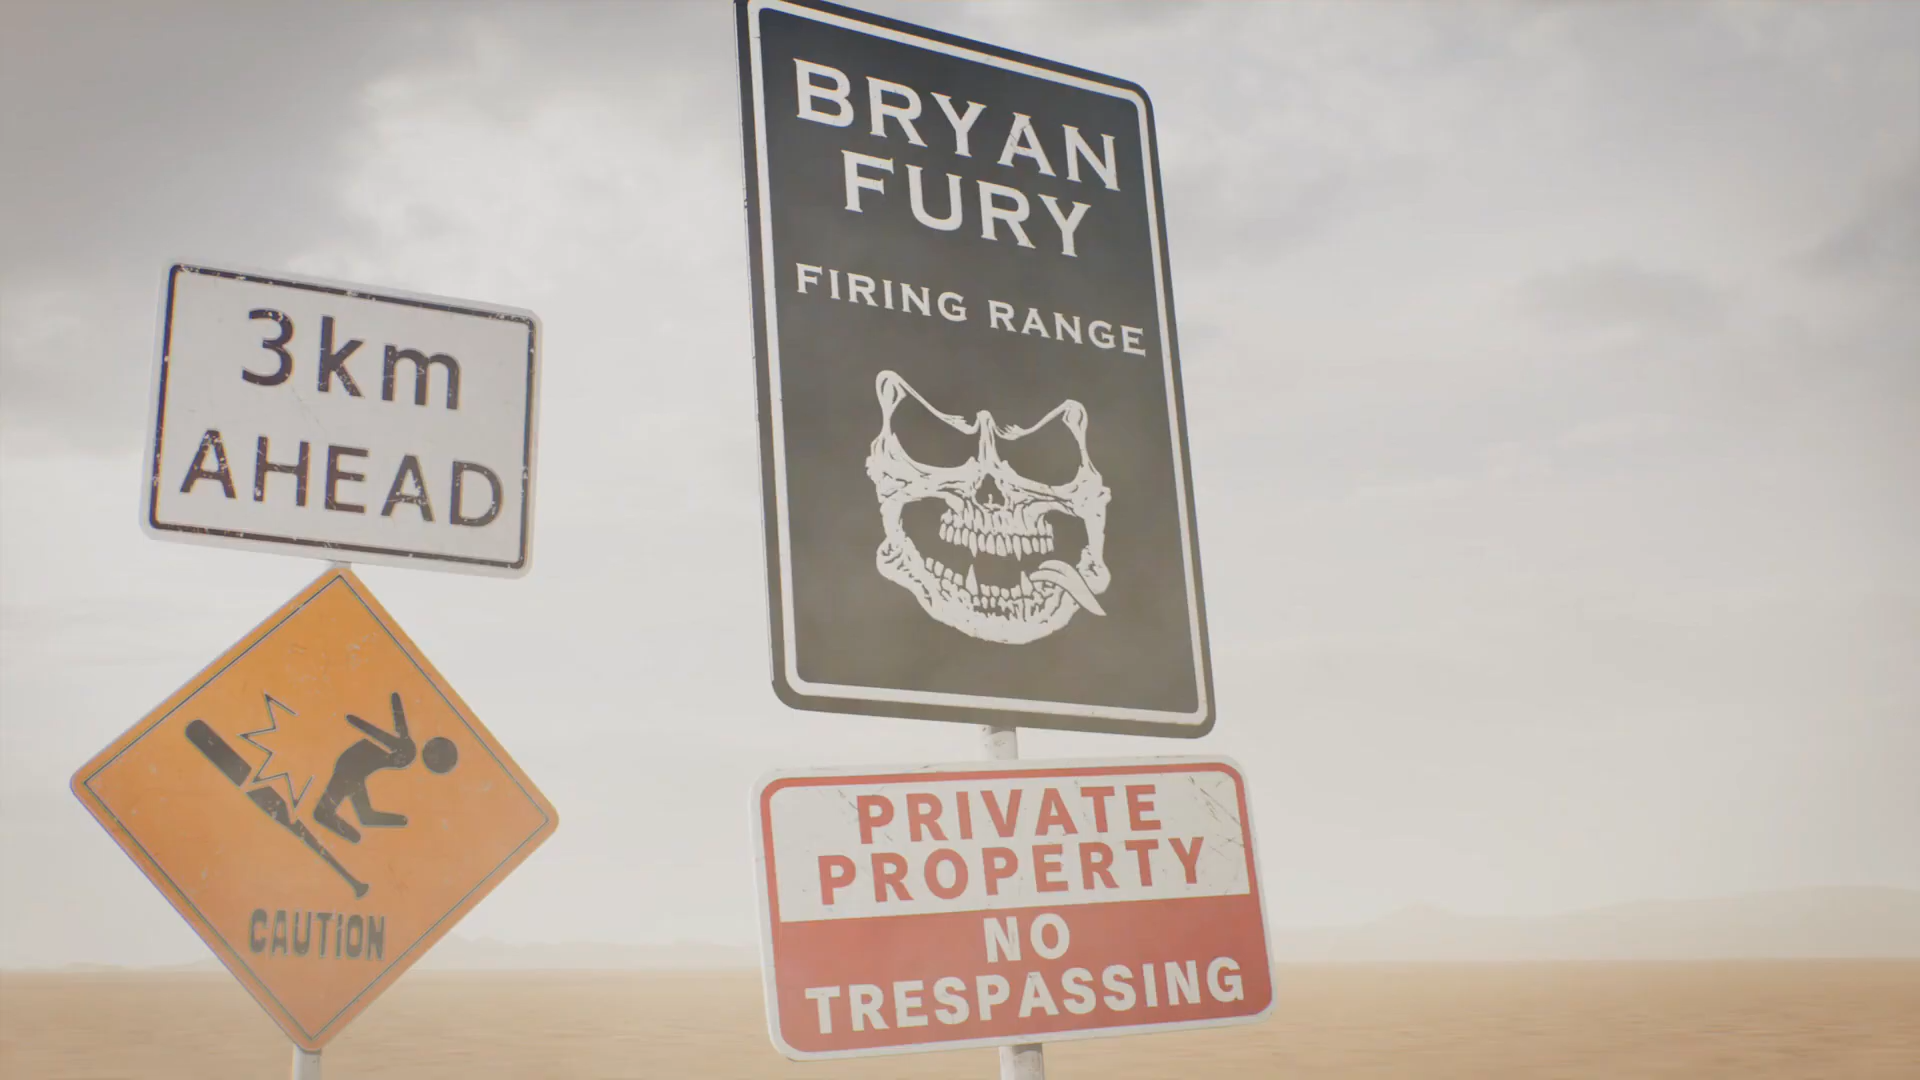 3km
AHEAD
CAUTION
BRYAN
FURY
FIRING RANGE
PRIVATE
PROPERTY
NO
TRESPASSING